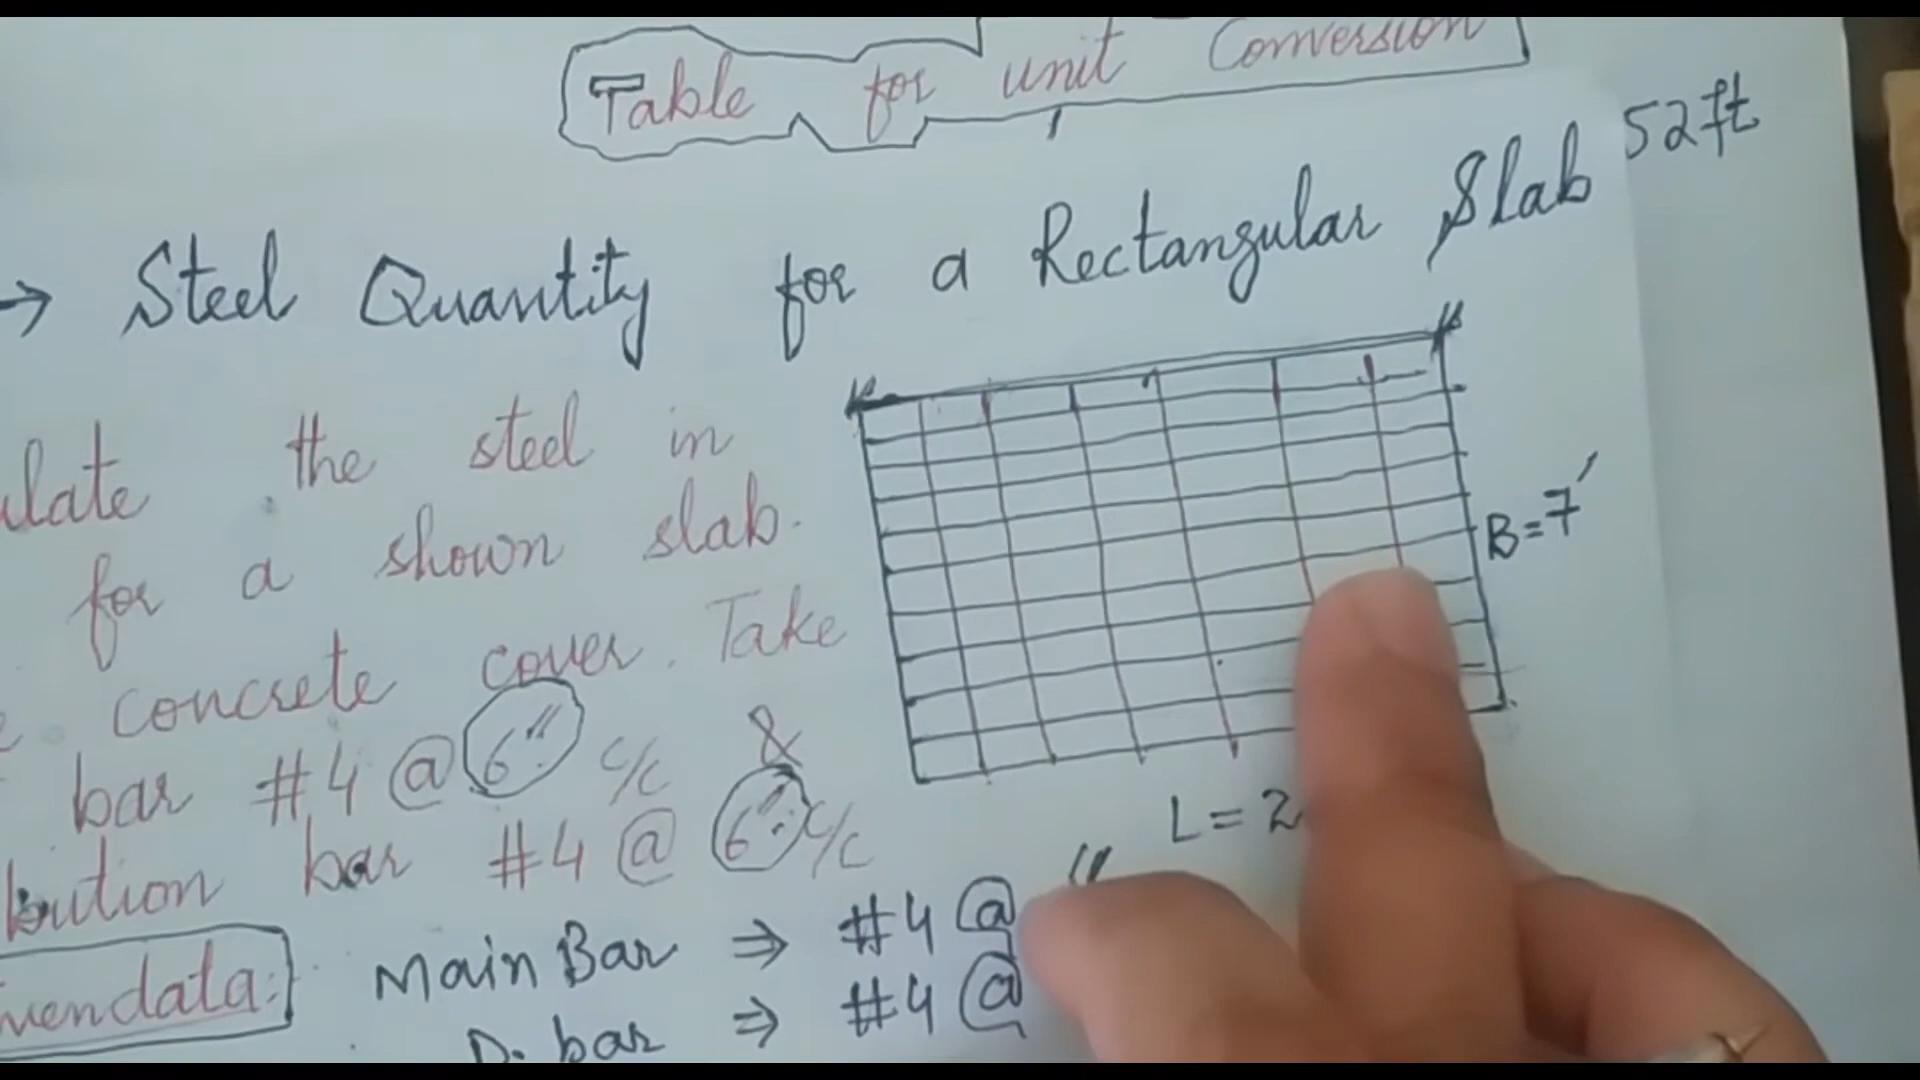 Table for unit Conversion
52ft
→ Steel Quantity for a Rectangular Slab
ulate the steel in
for a shown slab.
concrete cover. Take
B=7'
bar #4 @ 6" c/c &
L=2
bution bar #4 @ 6" c/c
Main Bar ⇒ #4 @
vendata:
D. bar ⇒ #4 @